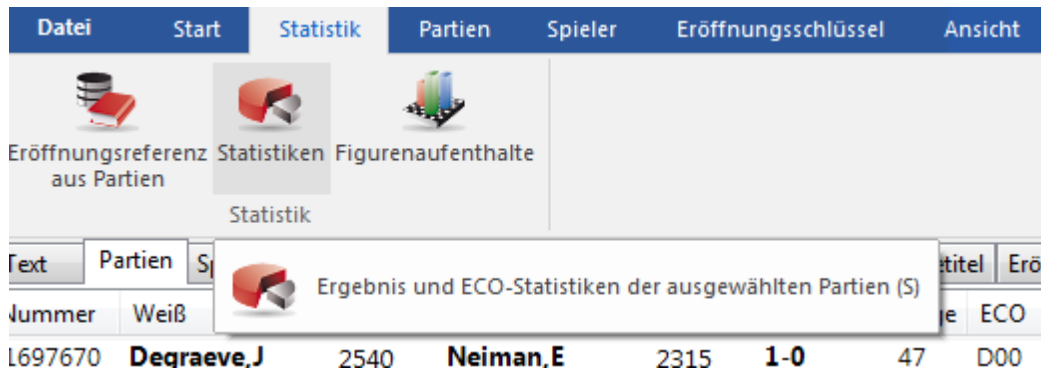 Datei Start Statistik Partien Spieler Eröffnungsschlüssel Ansicht
Eröffnungsreferenz aus Partien Statistiken Figurenaufenthalte
Statistik
Text Partien
Ergebnis und ECO-Statistiken der ausgewählten Partien (S)
Nummer Weiß ECO
1697670 Degraeve,J 2540 Neiman,E 2315 1-0 47 D00